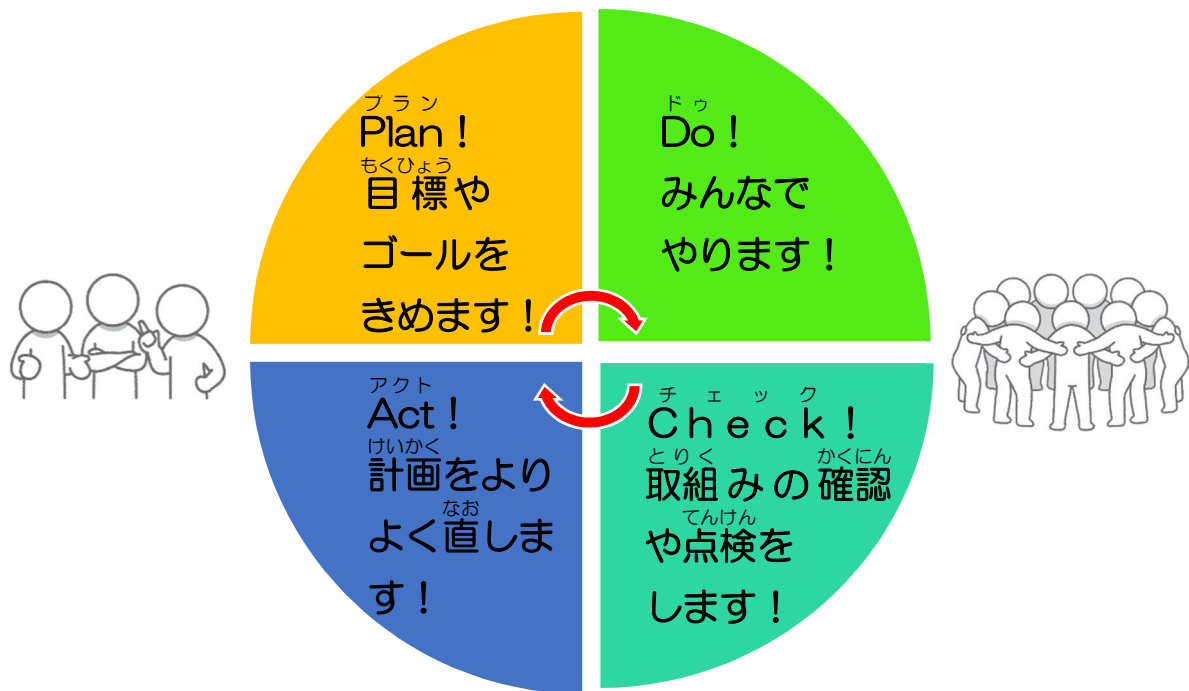 プラン
Plan！
もくひょう
目標や
ゴールを
きめます！
ドゥ
Do！
みんなで
やります！
チェック
Check！
とりく かくにん
取組みの確認
てんけん
や点検を
します！
アクト
Act！
けいかく
計画をより
なお
よく直しま
す！